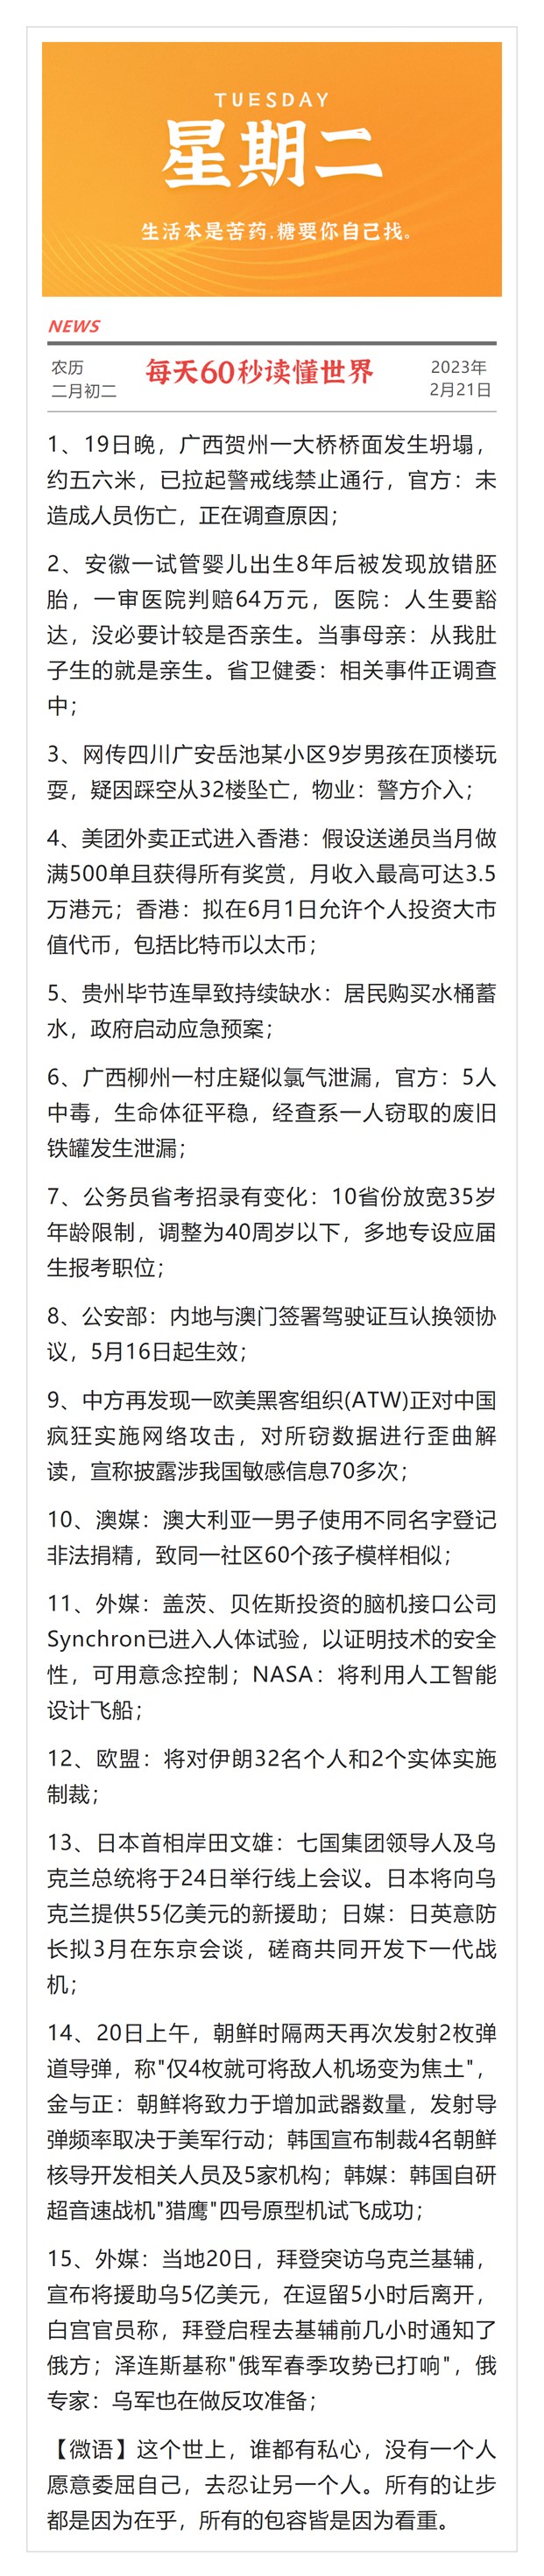 TUESDAY
星期二
生活本是苦药.糖要你自己找。
NEWS
农历
二月初二
每天60秒读懂世界
2023年
2月21日
1、19日晚，广西贺州一大桥桥面发生坍塌，
约五六米，已拉起警戒线禁止通行，官方：未
造成人员伤亡，正在调查原因；
2、安徽一试管婴儿出生8年后被发现放错胚
胎，一审医院判赔64万元，医院：人生要豁
达，没必要计较是否亲生。当事母亲：从我肚
子生的就是亲生。省卫健委：相关事件正调查
中；
3、网传四川广安岳池某小区9岁男孩在顶楼玩
耍，疑因踩空从32楼坠亡，物业：警方介入；
4、美团外卖正式进入香港：假设送递员当月做
满500单且获得所有奖赏，月收入最高可达3.5
万港元；香港：拟在6月1日允许个人投资大市
值代币，包括比特币以太币；
5、贵州毕节连旱致持续缺水：居民购买水桶蓄
水，政府启动应急预案；
6、广西柳州一村庄疑似氯气泄漏，官方：5人
中毒，生命体征平稳，经查系一人窃取的废旧
铁罐发生泄漏；
7、公务员省考招录有变化：10省份放宽35岁
年龄限制，调整为40周岁以下，多地专设应届
生报考职位；
8、公安部：内地与澳门签署驾驶证互认换领协
议，5月16日起生效；
9、中方再发现一欧美黑客组织(ATW)正对中国
疯狂实施网络攻击，对所窃数据进行歪曲解
读，宣称披露涉我国敏感信息70多次；
10、澳媒：澳大利亚一男子使用不同名字登记
非法捐精，致同一社区60个孩子模样相似；
11、外媒：盖茨、贝佐斯投资的脑机接口公司
Synchron已进入人体试验，以证明技术的安全
性，可用意念控制；NASA：将利用人工智能
设计飞船；
12、欧盟：将对伊朗32名个人和2个实体实施
制裁；
13、日本首相岸田文雄：七国集团领导人及乌
克兰总统将于24日举行线上会议。日本将向乌
克兰提供55亿美元的新援助；日媒：日英意防
长拟3月在东京会谈，磋商共同开发下一代战
机；
14、20日上午，朝鲜时隔两天再次发射2枚弹
道导弹，称"仅4枚就可将敌人机场变为焦土"，
金与正：朝鲜将致力于增加武器数量，发射导
弹频率取决于美军行动；韩国宣布制裁4名朝鲜
核导开发相关人员及5家机构；韩媒：韩国自研
超音速战机"猎鹰"四号原型机试飞成功；
15、外媒：当地20日，拜登突访乌克兰基辅，
宣布将援助乌5亿美元，在逗留5小时后离开，
白宫官员称，拜登启程去基辅前几小时通知了
俄方；泽连斯基称"俄军春季攻势已打响"，俄
专家：乌军也在做反攻准备；
【微语】这个世上，谁都有私心，没有一个人
愿意委屈自己，去忍让另一个人。所有的让步
都是因为在乎，所有的包容皆是因为看重。